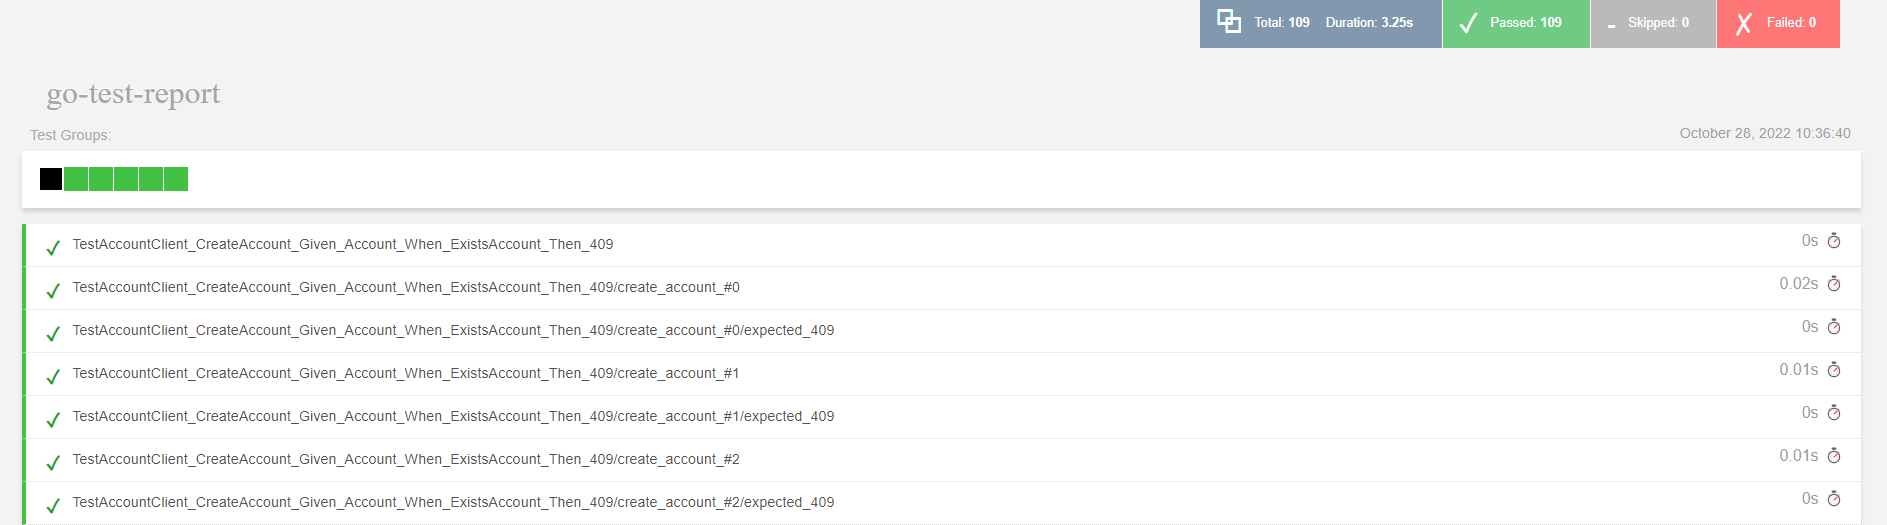 Total: 109 Duration: 3.25s Passed: 109 Skipped: 0 Failed: 0
go-test-report
Test Groups: October 28, 2022 10:36:40
TestAccountClient_CreateAccount_Given_Account_When_ExistsAccount_Then_409 0s
TestAccountClient_CreateAccount_Given_Account_When_ExistsAccount_Then_409/create_account_#0 0.02s
TestAccountClient_CreateAccount_Given_Account_When_ExistsAccount_Then_409/create_account_#0/expected_409 0s
TestAccountClient_CreateAccount_Given_Account_When_ExistsAccount_Then_409/create_account_#1 0.01s
TestAccountClient_CreateAccount_Given_Account_When_ExistsAccount_Then_409/create_account_#1/expected_409 0s
TestAccountClient_CreateAccount_Given_Account_When_ExistsAccount_Then_409/create_account_#2 0.01s
TestAccountClient_CreateAccount_Given_Account_When_ExistsAccount_Then_409/create_account_#2/expected_409 0s